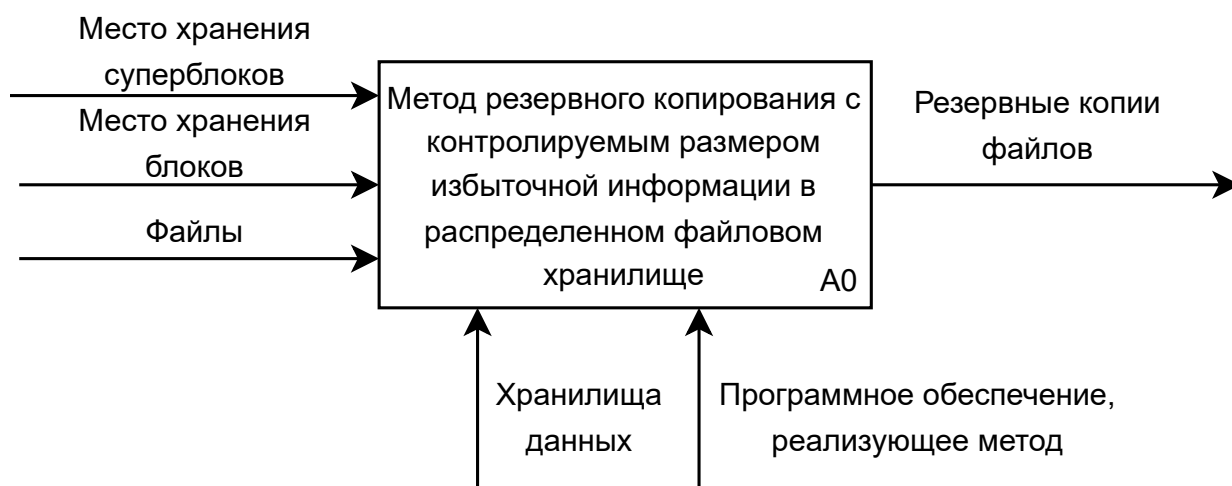 Место хранения
суперблоков
Место хранения
блоков
Файлы
Метод резервного копирования с
контролируемым размером
избыточной информации в
распределенном файловом
хранилище
A0
Резервные копии
файлов
Хранилища
данных
Программное обеспечение,
реализующее метод